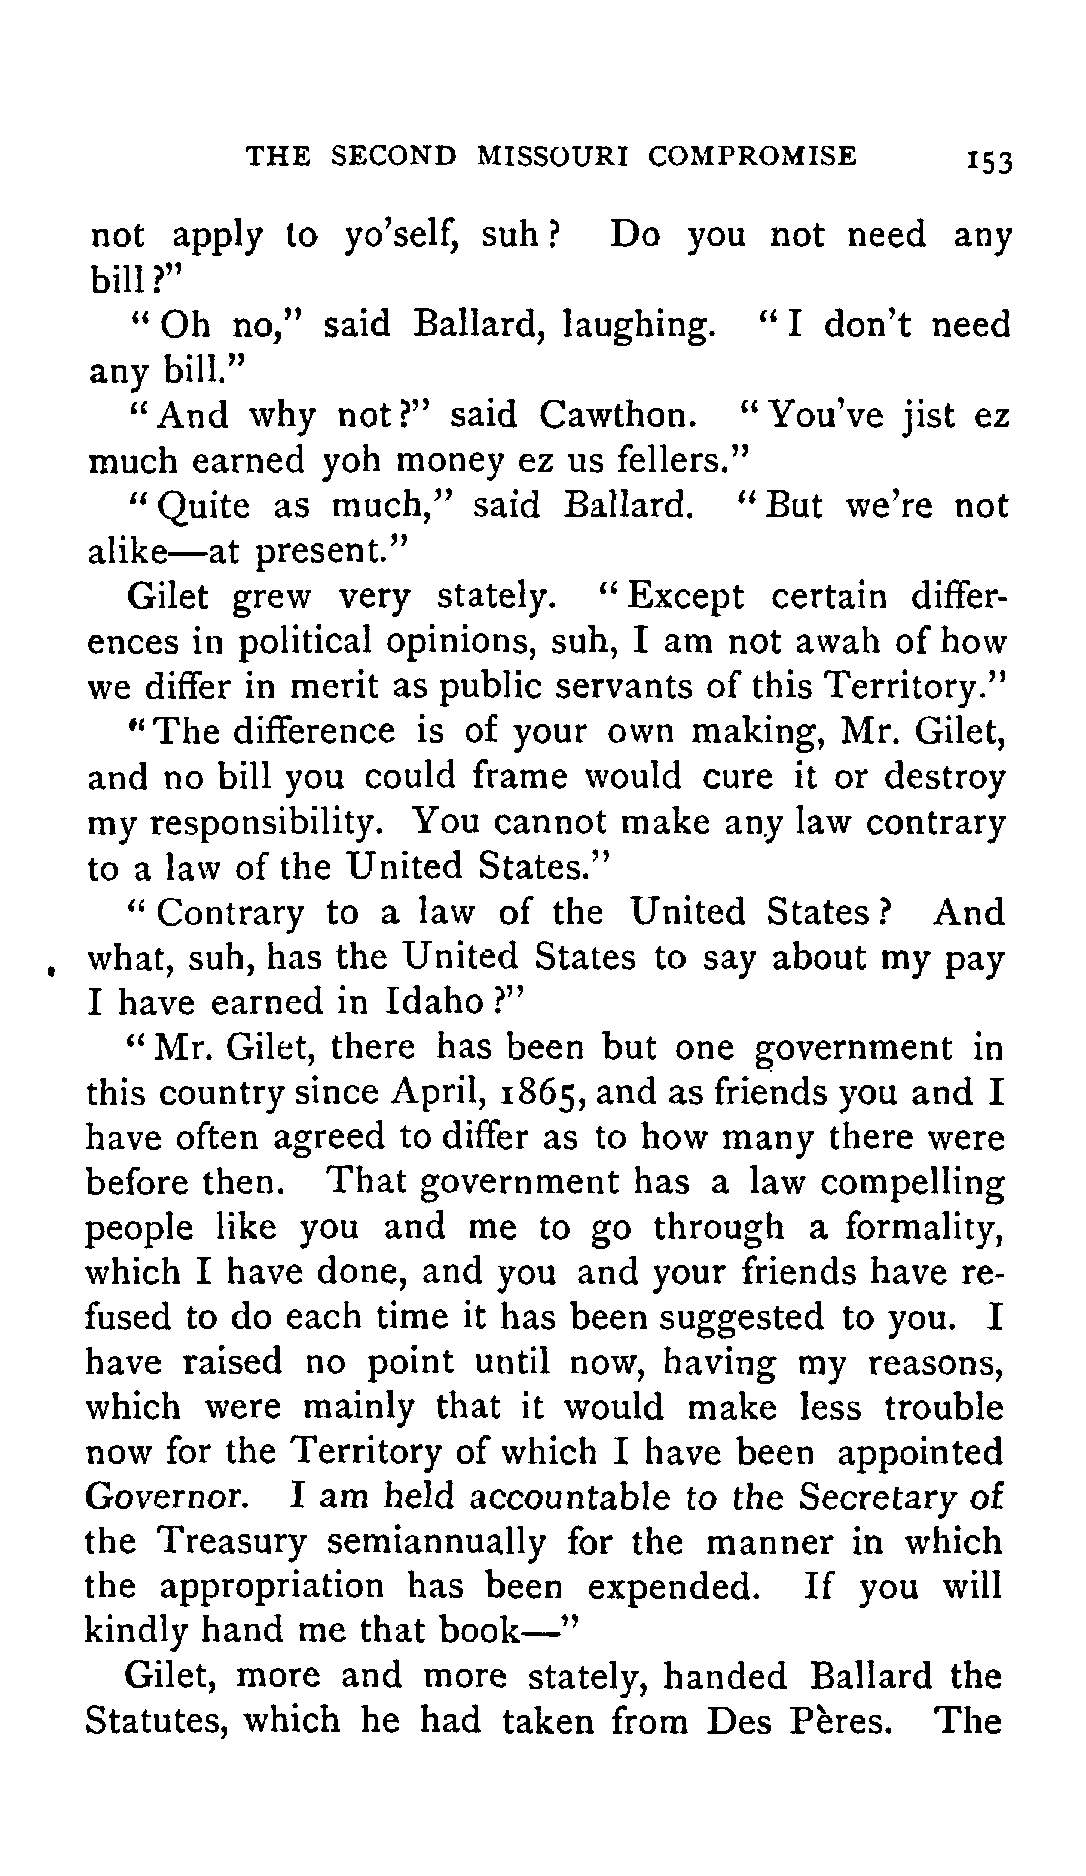 THE SECOND MISSOURI COMPROMISE 153
not apply to yo'self, suh? Do you not need any
bill?"
"Oh no," said Ballard, laughing. "I don't need
any bill."
"And why not?" said Cawthon. "You've jist ez
much earned yoh money ez us fellers."
"Quite as much," said Ballard. "But we're not
alike—at present."
Gilet grew very stately. "Except certain differ-
ences in political opinions, suh, I am not awah of how
we differ in merit as public servants of this Territory."
"The difference is of your own making, Mr. Gilet,
and no bill you could frame would cure it or destroy
my responsibility. You cannot make any law contrary
to a law of the United States."
"Contrary to a law of the United States? And
what, suh, has the United States to say about my pay
I have earned in Idaho?"
"Mr. Gilet, there has been but one government in
this country since April, 1865, and as friends you and I
have often agreed to differ as to how many there were
before then. That government has a law compelling
people like you and me to go through a formality,
which I have done, and you and your friends have re-
fused to do each time it has been suggested to you. I
have raised no point until now, having my reasons,
which were mainly that it would make less trouble
now for the Territory of which I have been appointed
Governor. I am held accountable to the Secretary of
the Treasury semiannually for the manner in which
the appropriation has been expended. If you will
kindly hand me that book—"
Gilet, more and more stately, handed Ballard the
Statutes, which he had taken from Des Pères. The